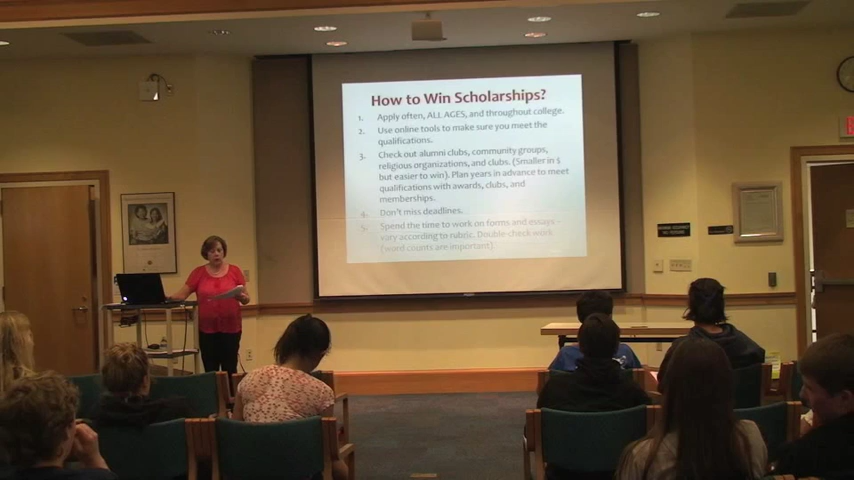 How to Win Scholarships?
1. Apply often, ALL AGES, and throughout college.
2. Use online tools to make sure you meet the
qualifications.
3. Check out alumni clubs, community groups,
religious organizations, and clubs. (Smaller in $
but easier to win). Plan years in advance to meet
qualifications with awards, clubs, and
memberships.
4. Don't miss deadlines.
5. Spend the time to work on forms and essays –
vary according to rubric. Double-check work
(word counts are important).